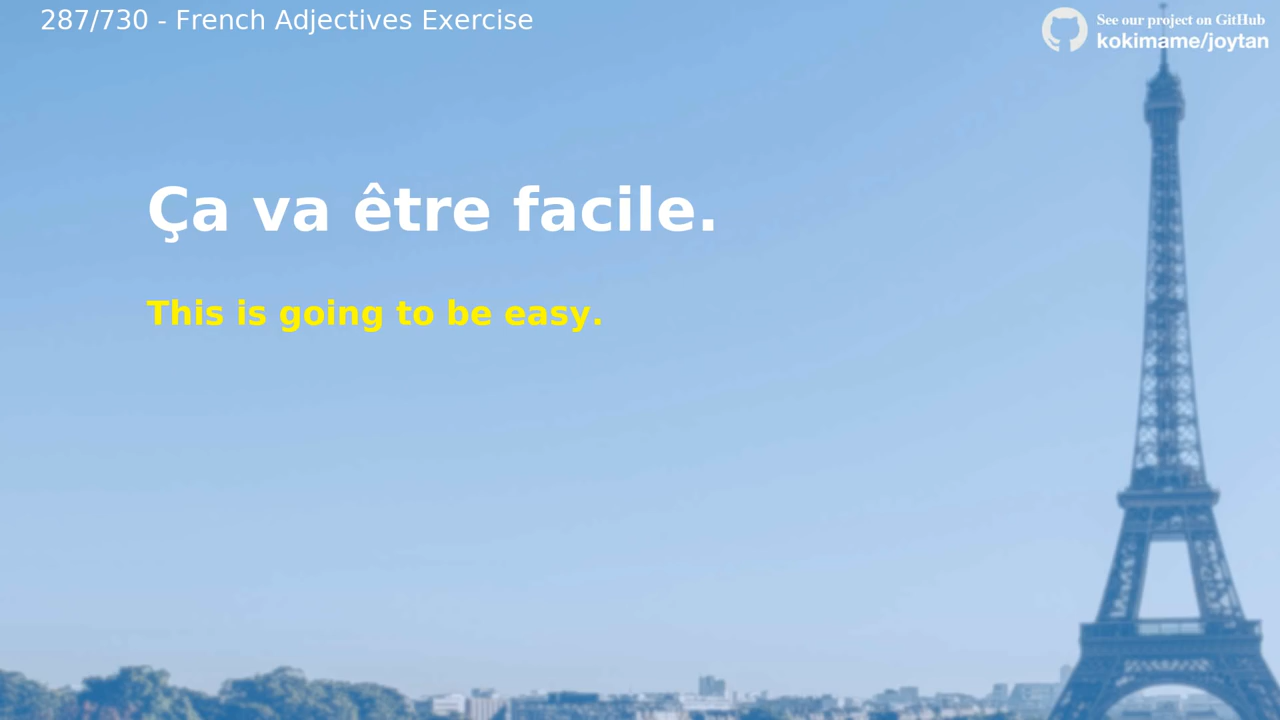 287/730 - French Adjectives Exercise
See our project on GitHub
kokimame/joytan
Ça va être facile.
This is going to be easy.